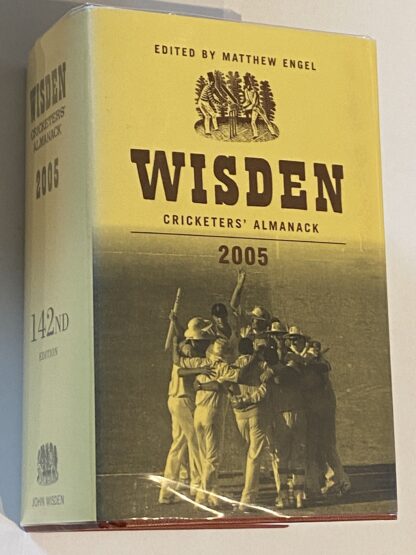 WISDEN
CRICKETERS'
ALMANACK
2005
142ND
EDITION
JOHN WISDEN
EDITED BY MATTHEW ENGEL
WISDEN
CRICKETERS' ALMANACK
2005